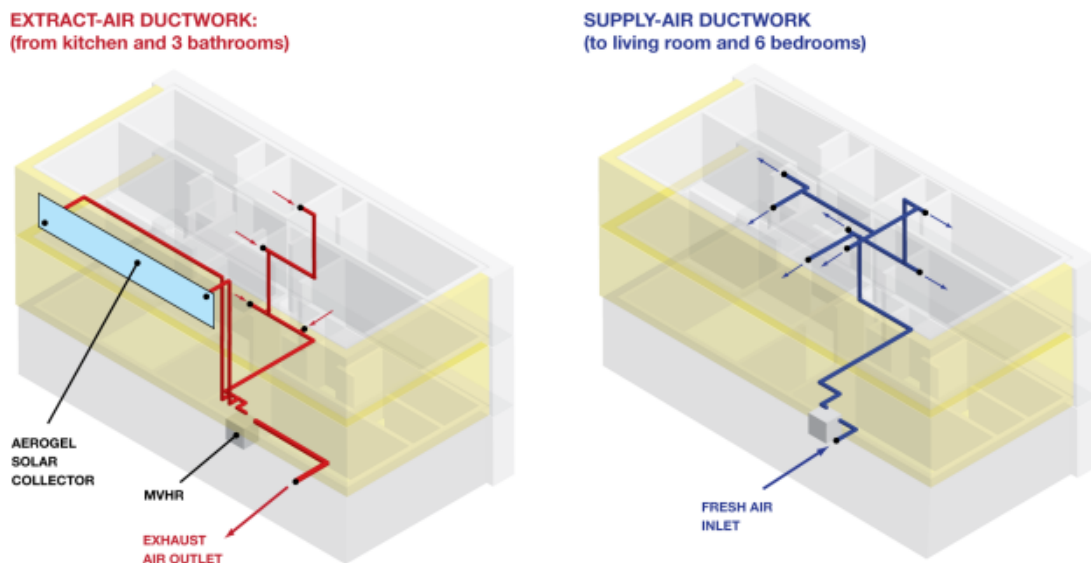 EXTRACT-AIR DUCTWORK:
(from kitchen and 3 bathrooms)
SUPPLY-AIR DUCTWORK
(to living room and 6 bedrooms)
AEROGEL
SOLAR
COLLECTOR
MVHR
EXHAUST
AIR OUTLET
FRESH AIR
INLET